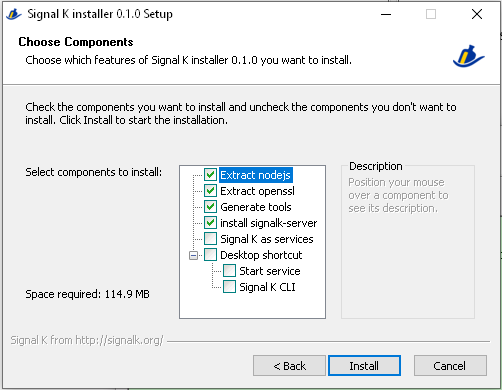 Signal K installer 0.1.0 Setup
Choose Components
Choose which features of Signal K installer 0.1.0 you want to install.
Check the components you want to install and uncheck the components you don't want to
install. Click Install to start the installation.
Select components to install:
Extract nodejs
Extract openssl
Generate tools
install signalk-server
Signal K as services
Desktop shortcut
Start service
Signal K CLI
Description
Position your mouse
over a component to
see its description.
Space required: 114.9 MB
Signal K from http://signalk.org/
< Back
Install
Cancel